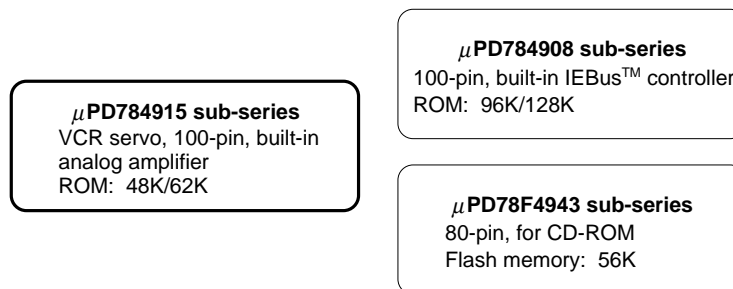 μPD784915 sub-series
VCR servo, 100-pin, built-in
analog amplifier
ROM: 48K/62K
μPD784908 sub-series
100-pin, built-in IEBus™ controller
ROM: 96K/128K
μPD78F4943 sub-series
80-pin, for CD-ROM
Flash memory: 56K